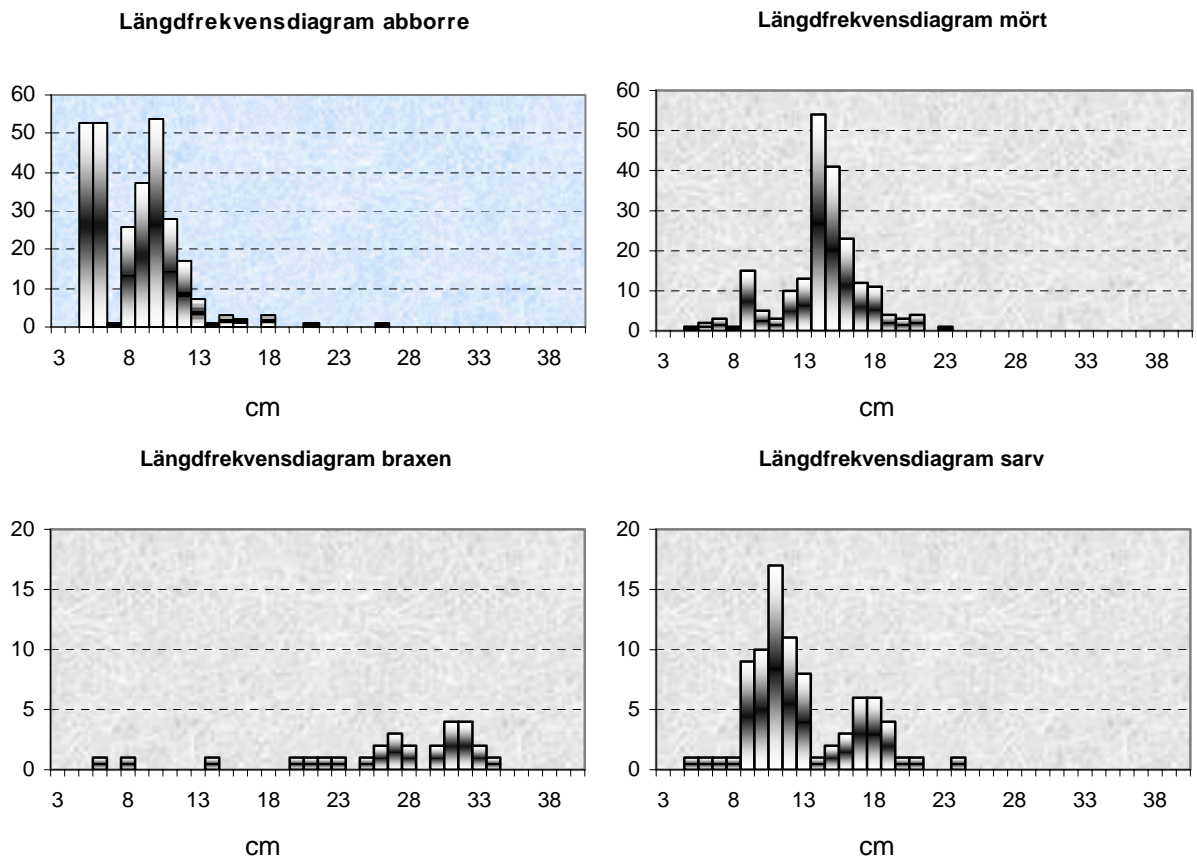 Längdfrekvensdiagram abborre
60
50
40
30
20
10
0
3 8 13 18 23 28 33 38
cm
Längdfrekvensdiagram mört
60
50
40
30
20
10
0
3 8 13 18 23 28 33 38
cm
Längdfrekvensdiagram braxen
20
15
10
5
0
3 8 13 18 23 28 33 38
cm
Längdfrekvensdiagram sarv
20
15
10
5
0
3 8 13 18 23 28 33 38
cm